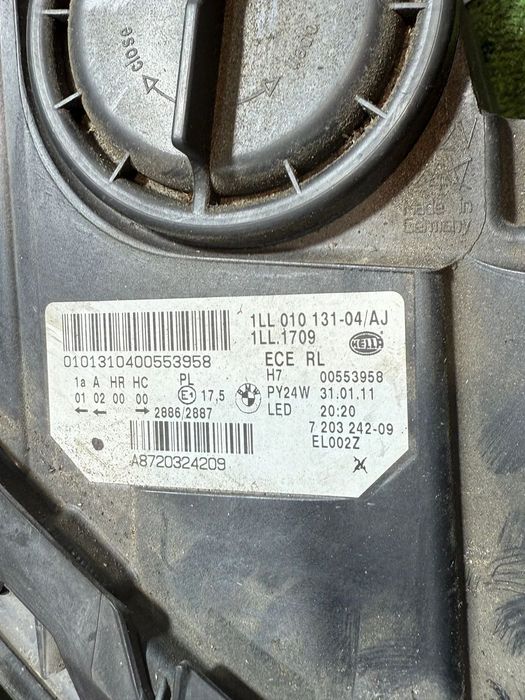 close
Made in
Germany
1LL 010 131-04/AJ
1LL.1709
HELLA
0101310400553958
ECE RL
1a A HR HC PL
01 02 00 00
E1 17,5
BMW
H7 00553958
PY24W 31.01.11
LED 20:20
← ← → 2886/2887
7 203 242-09
EL002Z
A8720324209